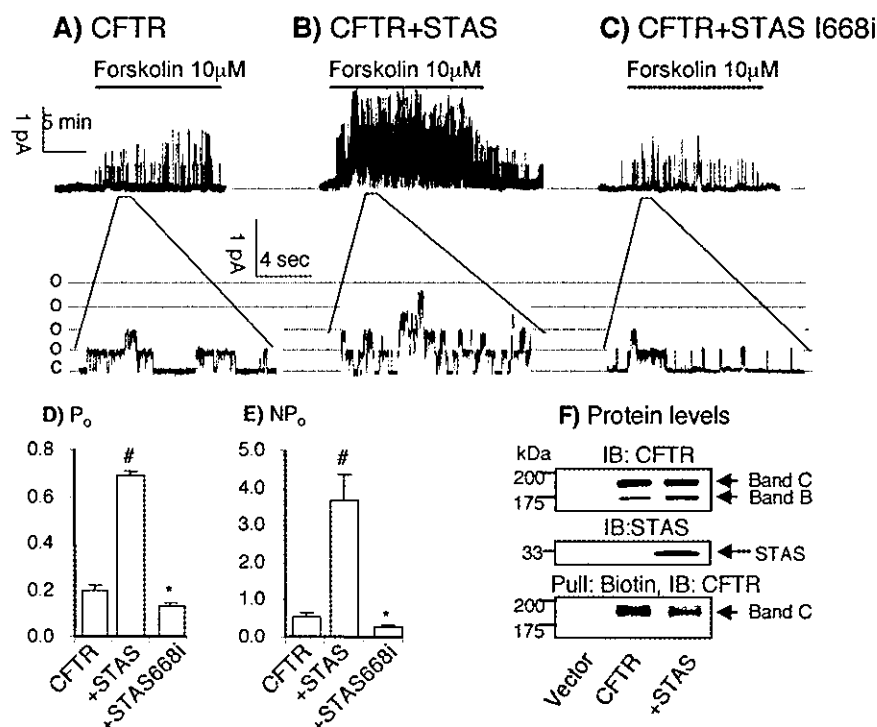 A) CFTR B) CFTR+STAS C) CFTR+STAS I668i
Forskolin 10μM Forskolin 10μM Forskolin 10μM
1 pA
5 min
1 pA
4 sec
O
O
O
O
C
D) Po E) NPo F) Protein levels
0.8
0.6
0.4
0.2
0.0
#
*
CFTR
+STAS
+STAS668i
5.0
4.0
3.0
2.0
1.0
0.0
#
*
CFTR
+STAS
+STAS668i
kDa IB: CFTR
200 Band C
175 Band B
IB:STAS
33 STAS
Pull: Biotin, IB: CFTR
200 Band C
175
Vector
CFTR
+STAS